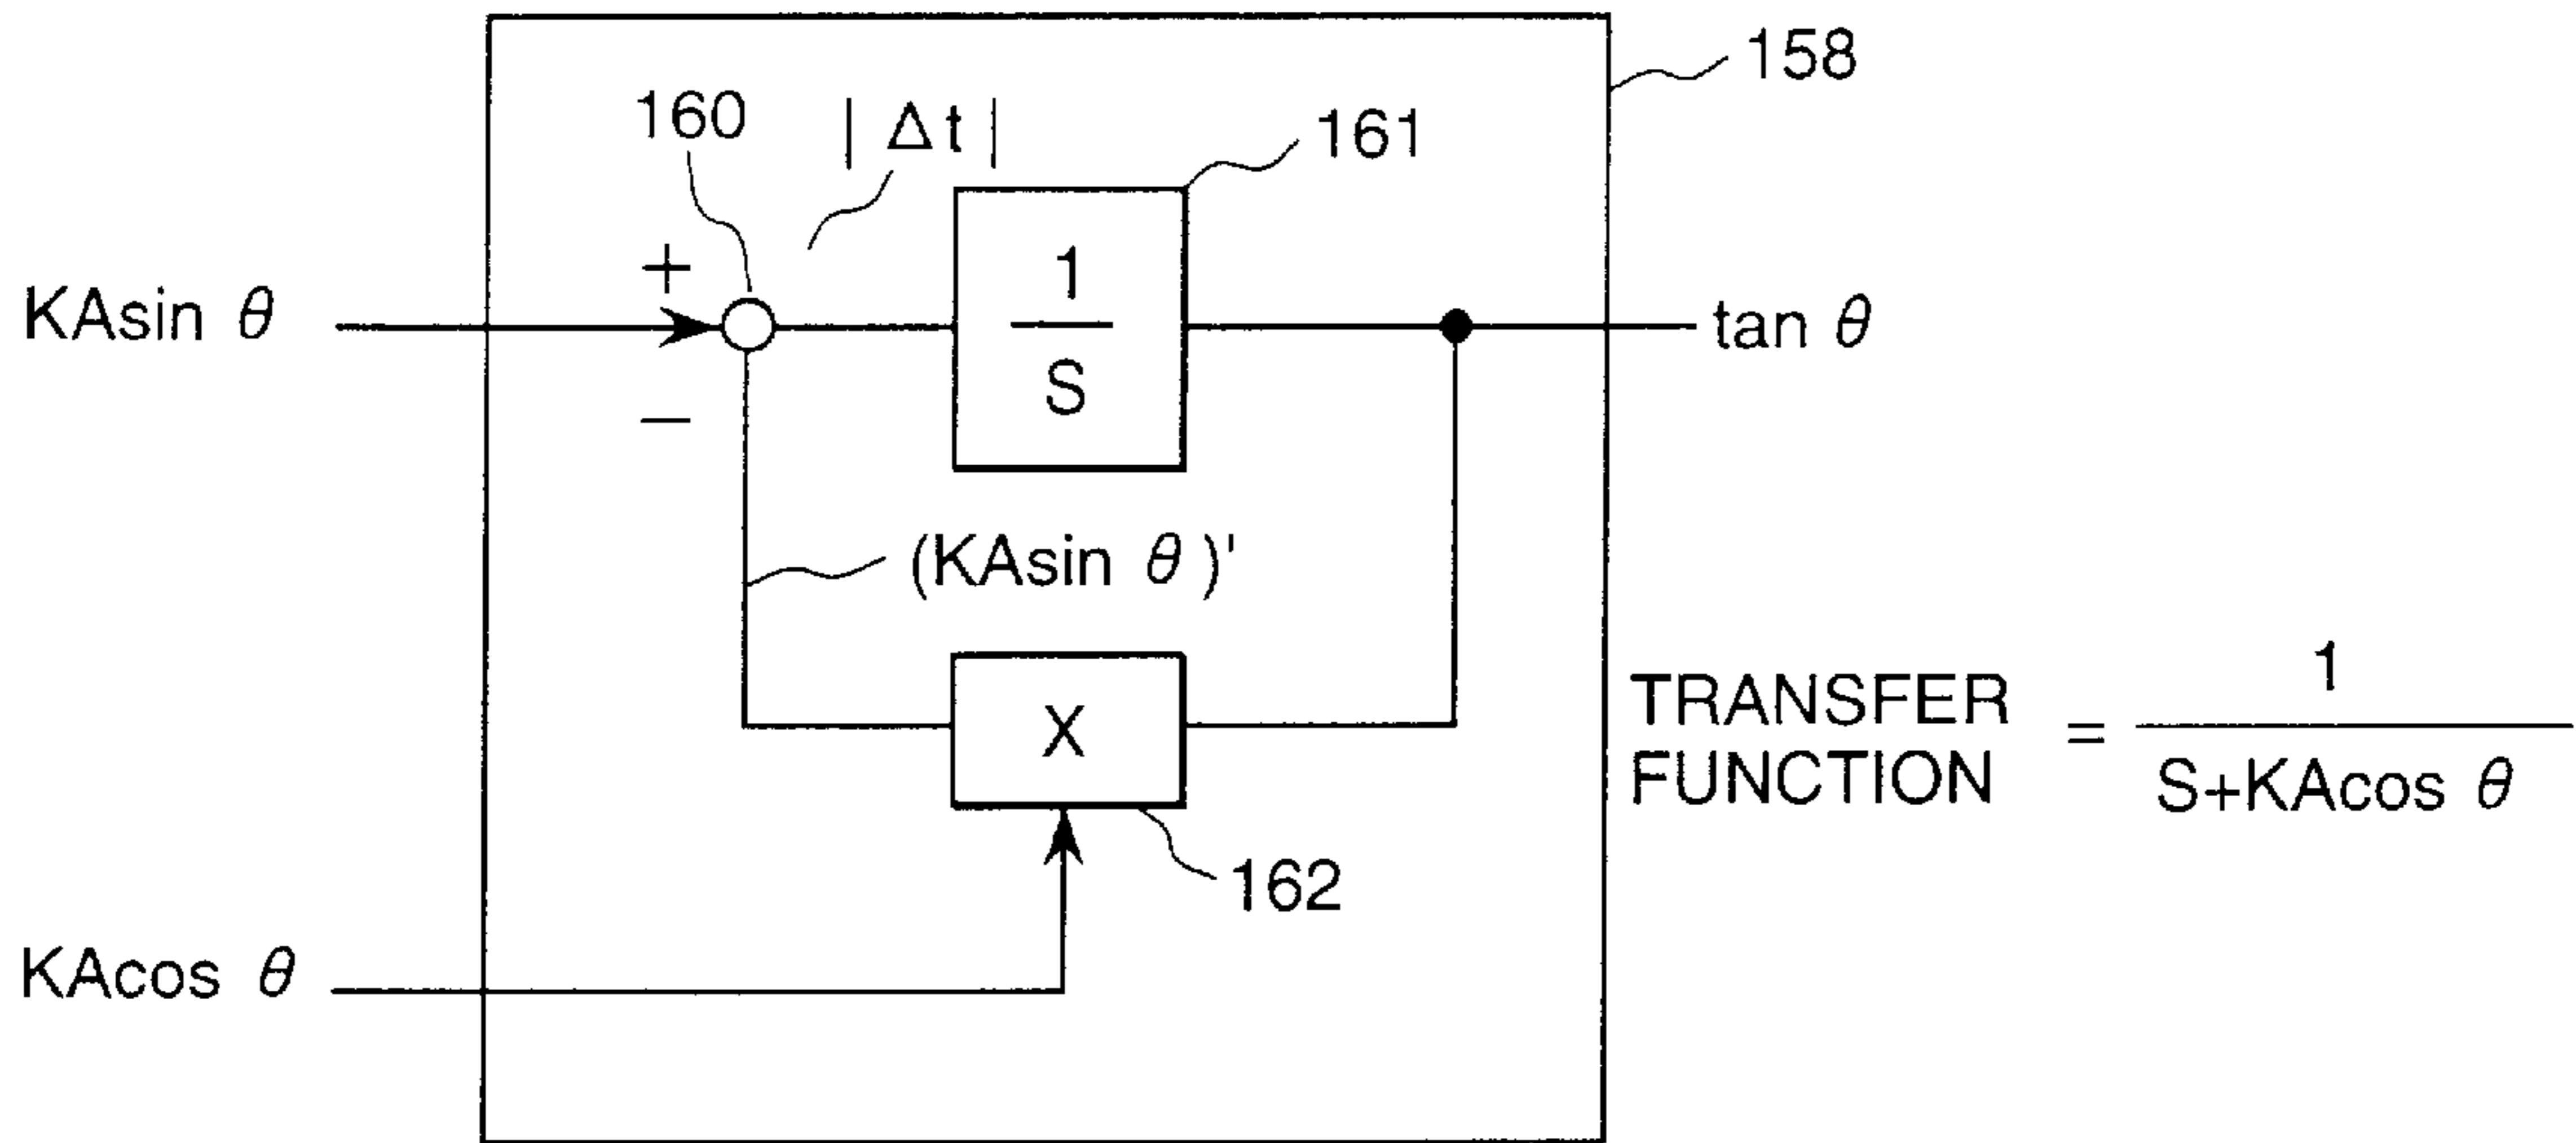 158
160
| Δt |
161
+
1
S
−
KAsin θ
tan θ
(KAsin θ)'
X
162
KAcos θ
TRANSFER
FUNCTION
=
1
S+KAcos θ